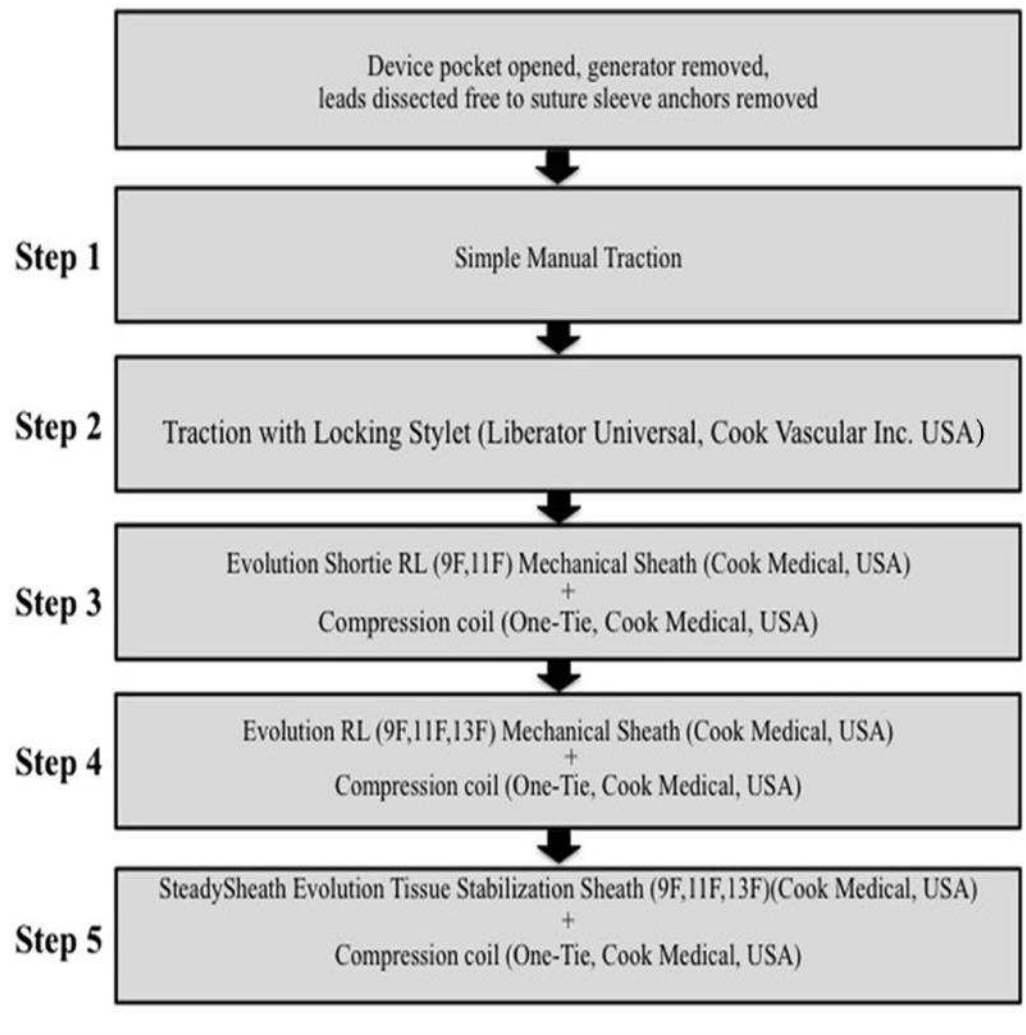 Device pocket opened, generator removed,
leads dissected free to suture sleeve anchors removed
Step 1
Simple Manual Traction
Step 2
Traction with Locking Stylet (Liberator Universal, Cook Vascular Inc. USA)
Step 3
Evolution Shortie RL (9F,11F) Mechanical Sheath (Cook Medical, USA)
+
Compression coil (One-Tie, Cook Medical, USA)
Step 4
Evolution RL (9F,11F,13F) Mechanical Sheath (Cook Medical, USA)
+
Compression coil (One-Tie, Cook Medical, USA)
Step 5
SteadySheath Evolution Tissue Stabilization Sheath (9F,11F,13F)(Cook Medical, USA)
+
Compression coil (One-Tie, Cook Medical, USA)